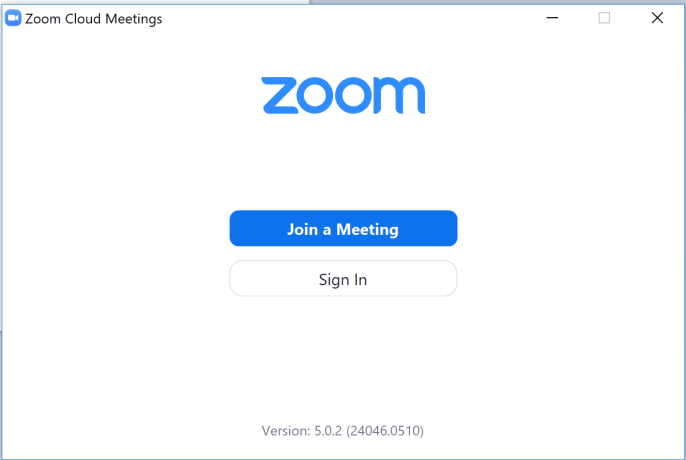 Zoom Cloud Meetings
zoom
Join a Meeting
Sign In
Version: 5.0.2 (24046.0510)